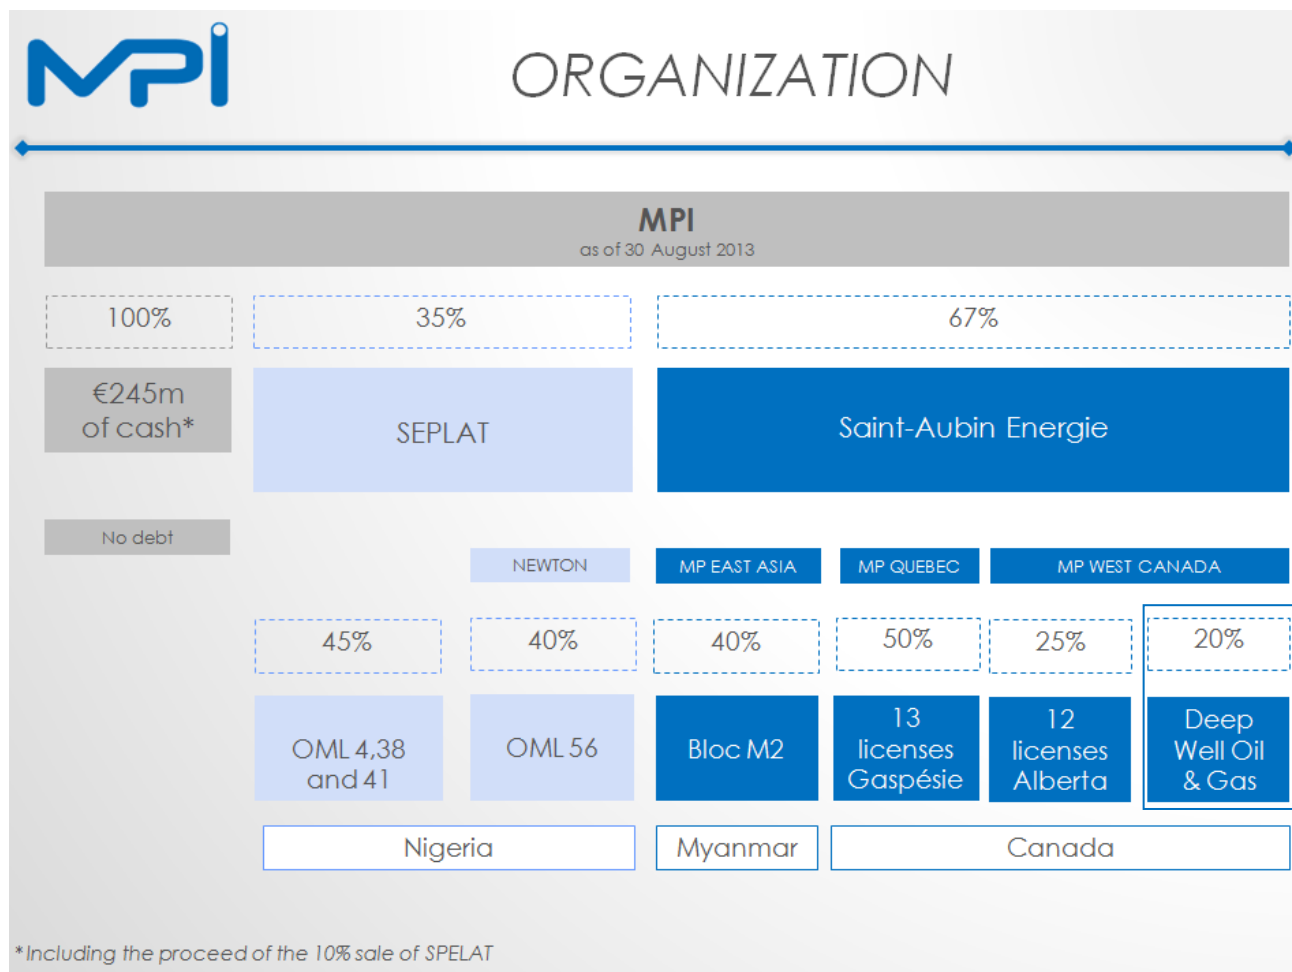 MPI
ORGANIZATION
MPI
as of 30 August 2013
100%
35%
67%
€245m
of cash*
SEPLAT
Saint-Aubin Energie
No debt
NEWTON
MP EAST ASIA
MP QUEBEC
MP WEST CANADA
45%
40%
40%
50%
25%
20%
OML 4,38
and 41
OML 56
Bloc M2
13
licenses
Gaspésie
12
licenses
Alberta
Deep
Well Oil
& Gas
Nigeria
Myanmar
Canada
*Including the proceed of the 10% sale of SPELAT